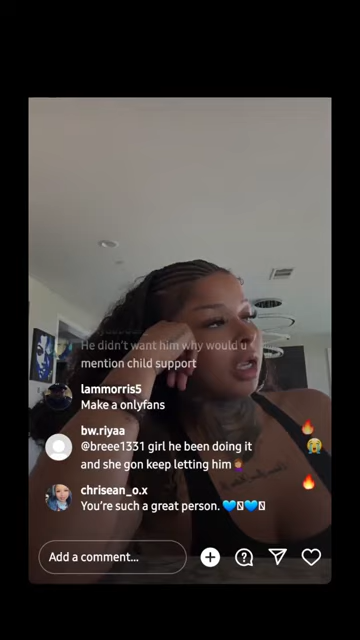 He didn't want him why would u
mention child support
lammorris5
Make a onlyfans
bw.riyaa
@breee1331 girl he been doing it
and she gon keep letting him🤦🏾‍♀️
chrisean_o.x
You're such a great person. 💙💙
Add a comment...